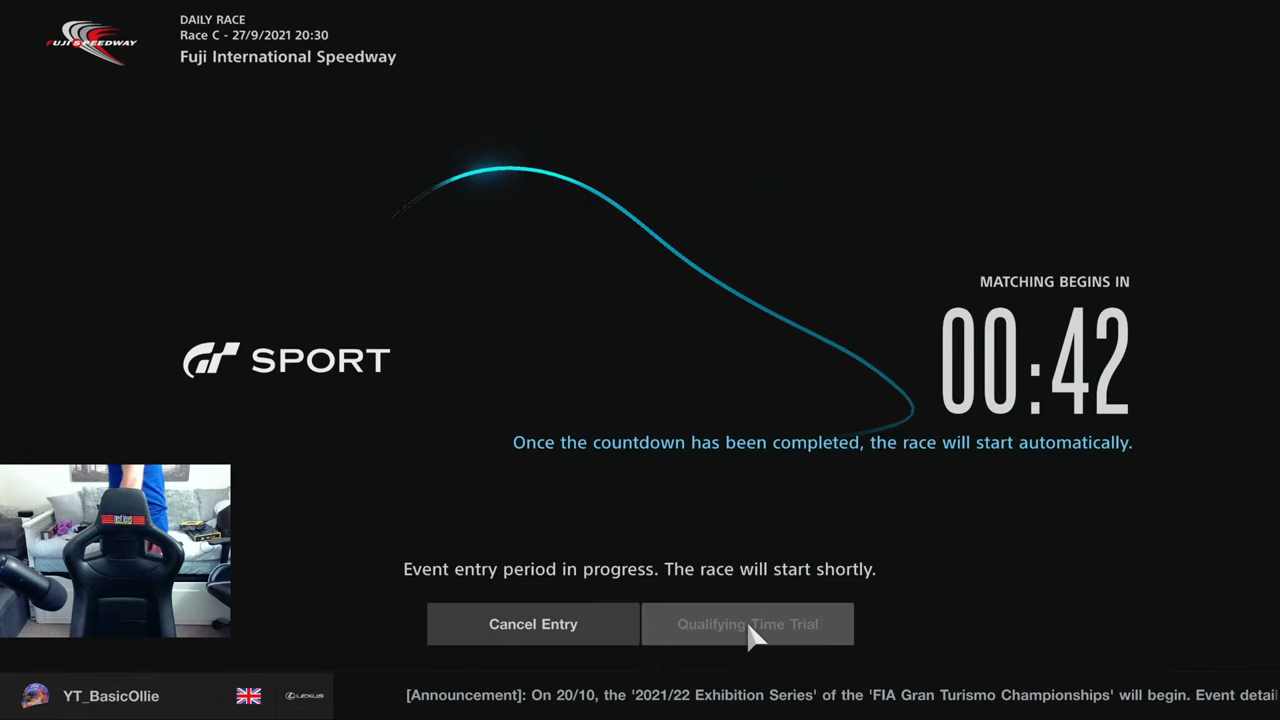 FUJI SPEEDWAY
DAILY RACE
Race C - 27/9/2021 20:30
Fuji International Speedway
MATCHING BEGINS IN
00:42
GT SPORT
Once the countdown has been completed, the race will start automatically.
Event entry period in progress. The race will start shortly.
Cancel Entry
Qualifying Time Trial
YT_BasicOllie
LEXUS
[Announcement]: On 20/10, the '2021/22 Exhibition Series' of the 'FIA Gran Turismo Championships' will begin. Event detai